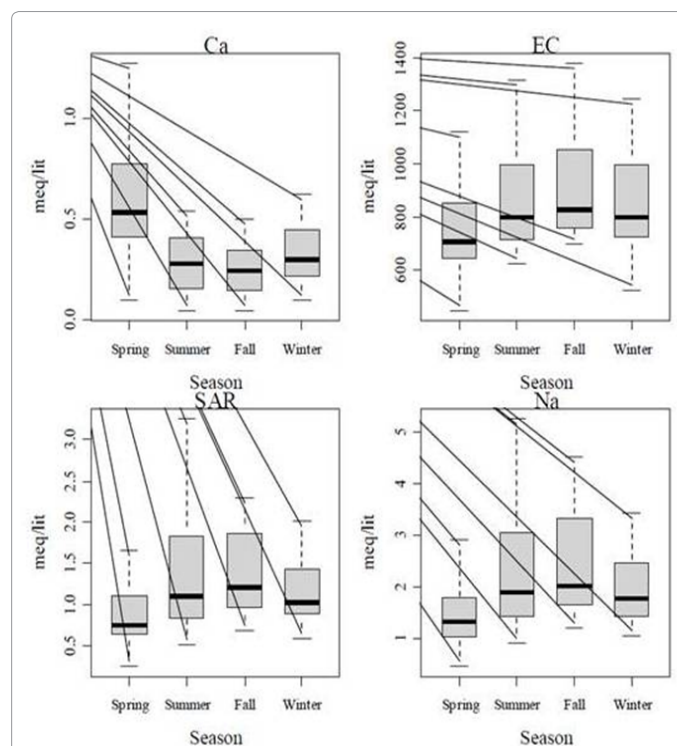 Ca
meq/lit
0.0 0.5 1.0
Spring Summer Fall Winter
Season
EC
meq/lit
600 800 1000 1200 1400
Spring Summer Fall Winter
Season
SAR
meq/lit
0.5 1.0 1.5 2.0 2.5 3.0
Spring Summer Fall Winter
Season
Na
meq/lit
1 2 3 4 5
Spring Summer Fall Winter
Season